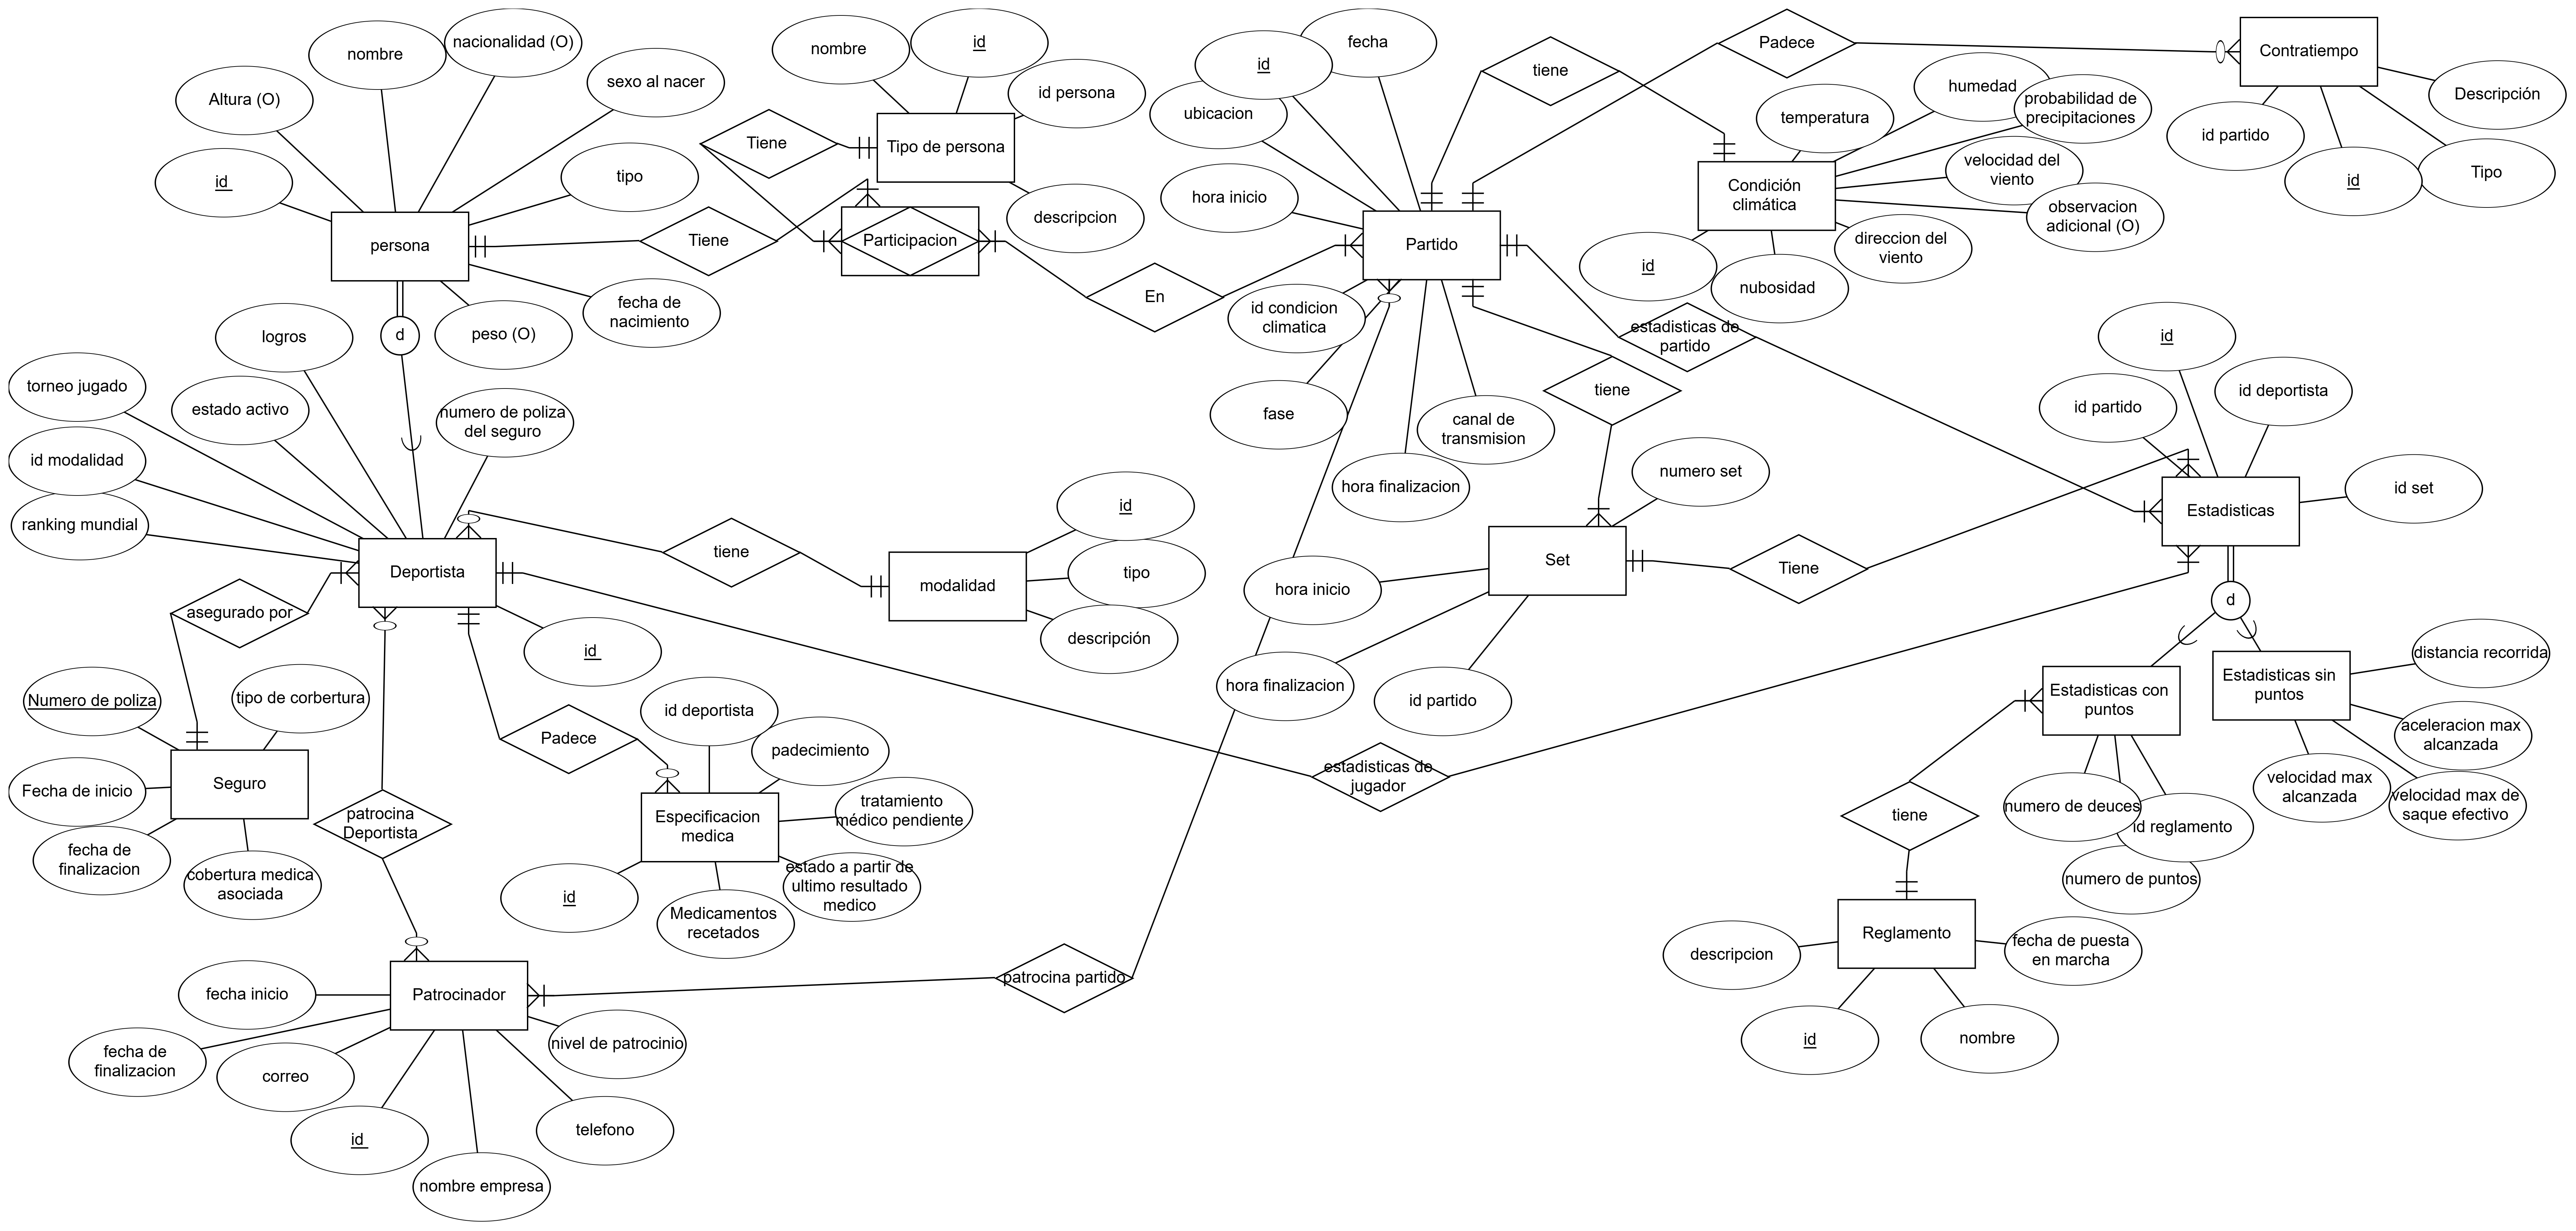 nombre
nacionalidad (O)
Altura (O)
sexo al nacer
id
tipo
persona
fecha de
nacimiento
peso (O)
d
Tiene
nombre
id
id persona
Tipo de persona
descripcion
Tiene
Participacion
En
id
fecha
ubicacion
hora inicio
Partido
id condicion
climatica
fase
hora finalizacion
canal de
transmision
tiene
Padece
Contratiempo
Descripción
id partido
id
Tipo
temperatura
humedad
probabilidad de
precipitaciones
velocidad del
viento
observacion
adicional (O)
direccion del
viento
nubosidad
id
Condición
climática
estadisticas de
partido
tiene
id
id deportista
id partido
id set
Estadisticas
d
logros
torneo jugado
estado activo
numero de poliza
del seguro
id modalidad
ranking mundial
Deportista
id
tiene
modalidad
id
tipo
descripción
numero set
Set
hora inicio
hora finalizacion
id partido
Tiene
asegurado por
Numero de poliza
tipo de corbertura
Seguro
Fecha de inicio
fecha de
finalizacion
cobertura medica
asociada
patrocina
Deportista
Padece
id deportista
padecimiento
tratamiento
médico pendiente
Especificacion
medica
estado a partir de
ultimo resultado
medico
id
Medicamentos
recetados
estadisticas de
jugador
Estadisticas con
puntos
Estadisticas sin
puntos
distancia recorrida
aceleracion max
alcanzada
velocidad max
alcanzada
velocidad max de
saque efectivo
numero de deuces
id reglamento
numero de puntos
tiene
Reglamento
descripcion
fecha de puesta
en marcha
id
nombre
patrocina partido
Patrocinador
fecha inicio
fecha de
finalizacion
correo
id
nombre empresa
telefono
nivel de patrocinio